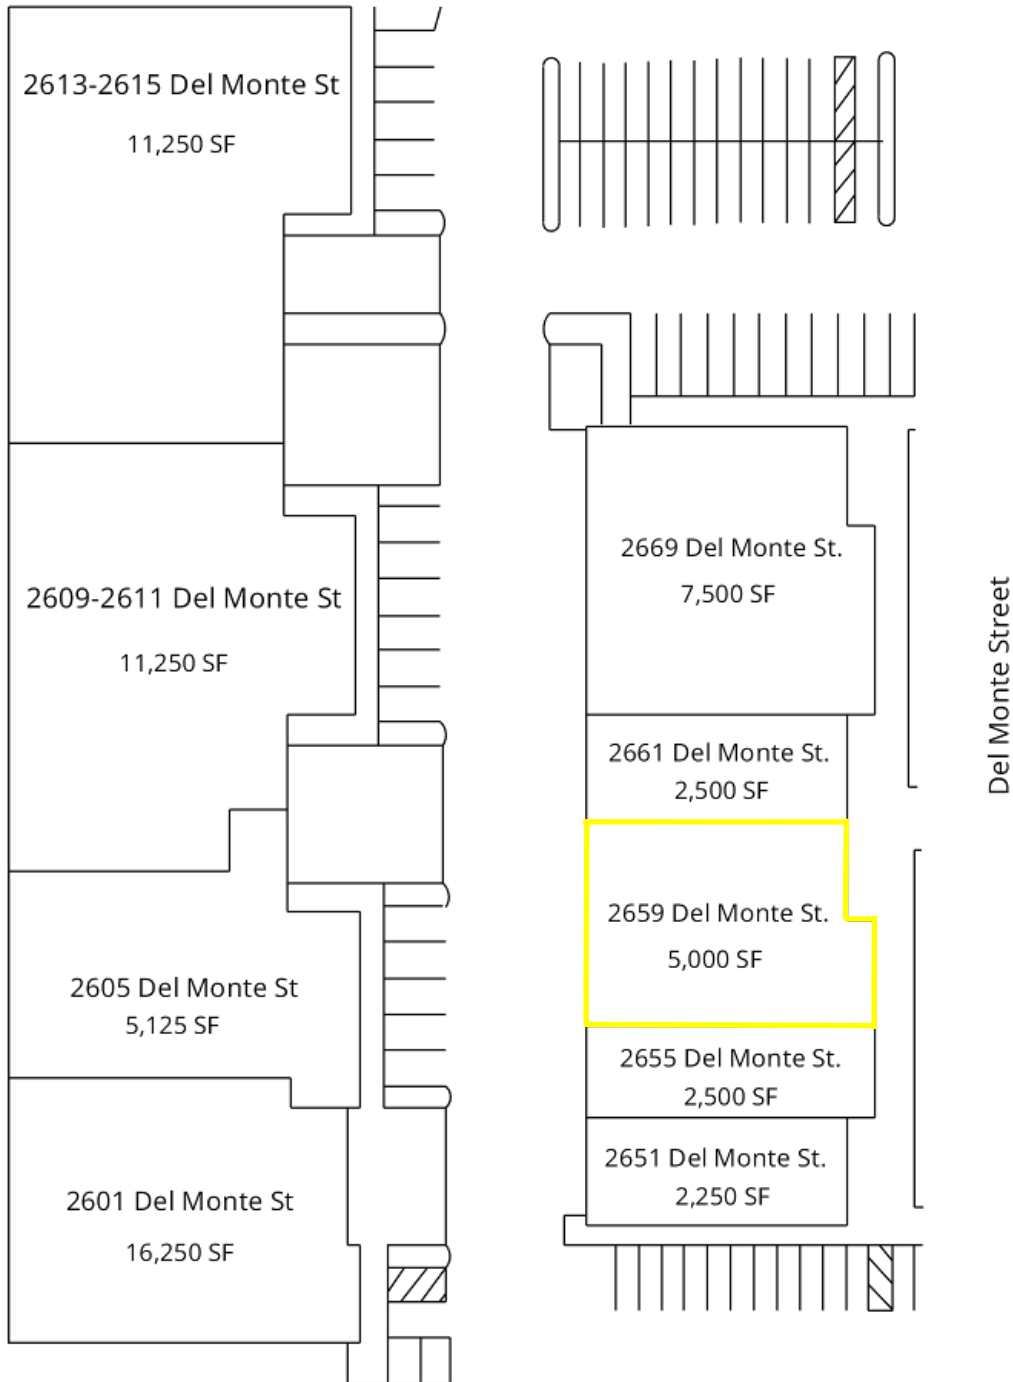 2613-2615 Del Monte St
11,250 SF
2609-2611 Del Monte St
11,250 SF
2605 Del Monte St
5,125 SF
2601 Del Monte St
16,250 SF
2669 Del Monte St.
7,500 SF
2661 Del Monte St.
2,500 SF
2659 Del Monte St.
5,000 SF
2655 Del Monte St.
2,500 SF
2651 Del Monte St.
2,250 SF
Del Monte Street